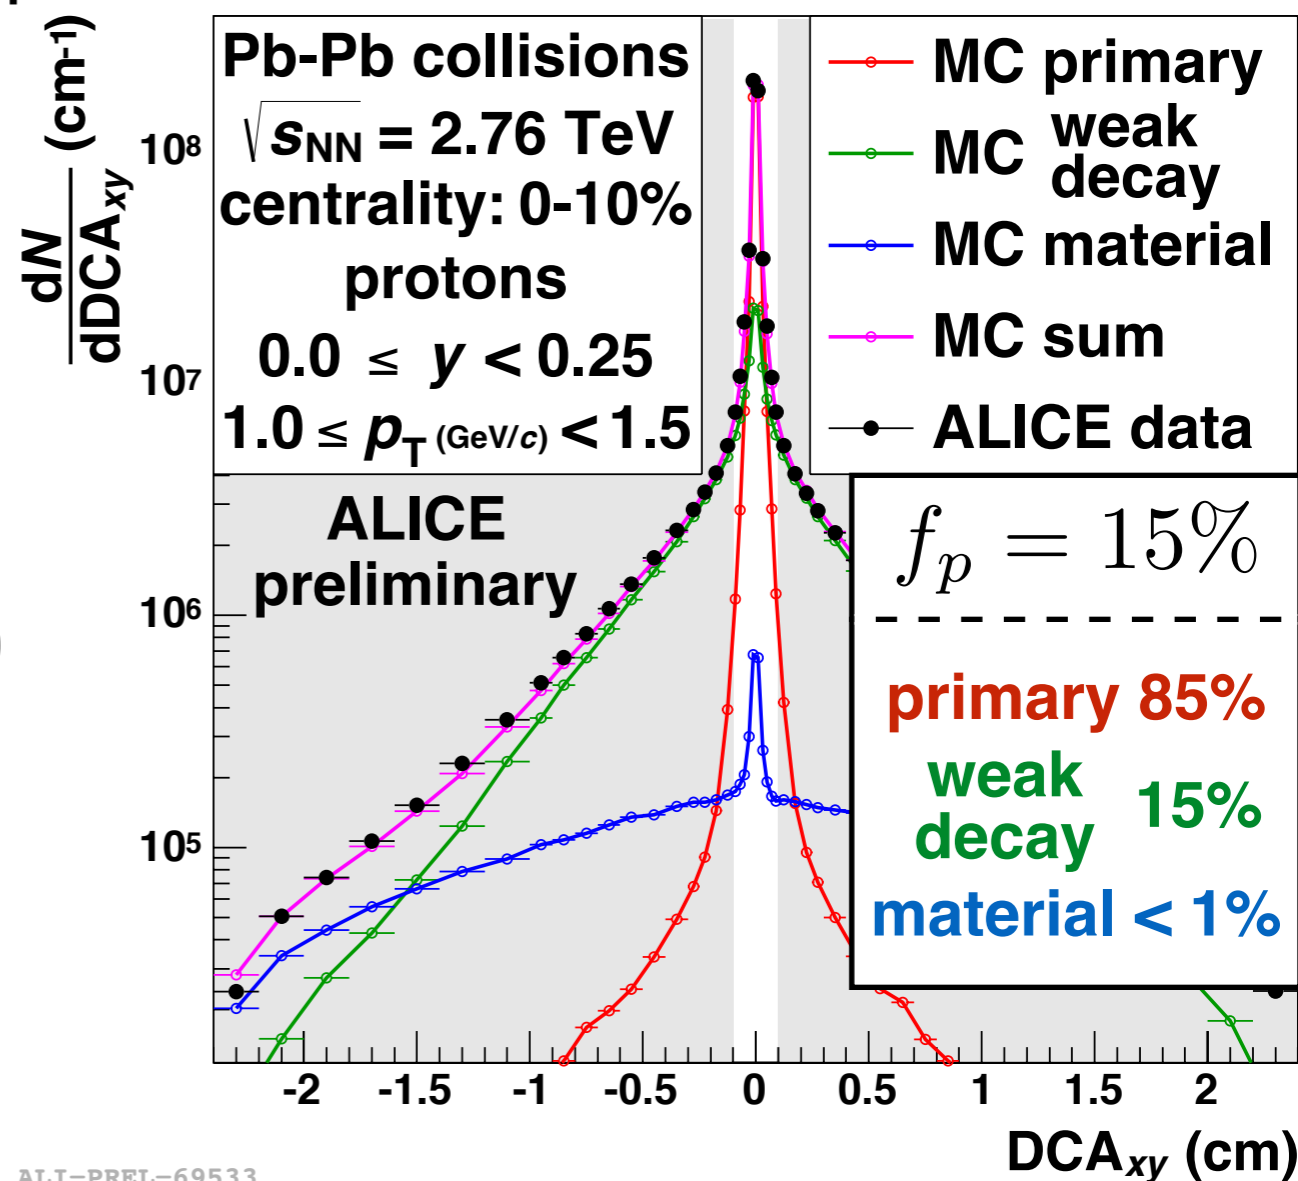 dN
dDCAxy (cm-1)
10⁸
10⁷
10⁶
10⁵
Pb-Pb collisions
√sNN = 2.76 TeV
centrality: 0-10%
protons
0.0 ≤ y < 0.25
1.0 ≤ pT (GeV/c) < 1.5
MC primary
MC weak decay
MC material
MC sum
ALICE data
ALICE
preliminary
fp = 15%
primary 85%
weak decay 15%
material < 1%
-2 -1.5 -1 -0.5 0 0.5 1 1.5 2
DCAxy (cm)
ALI-PREL-69533